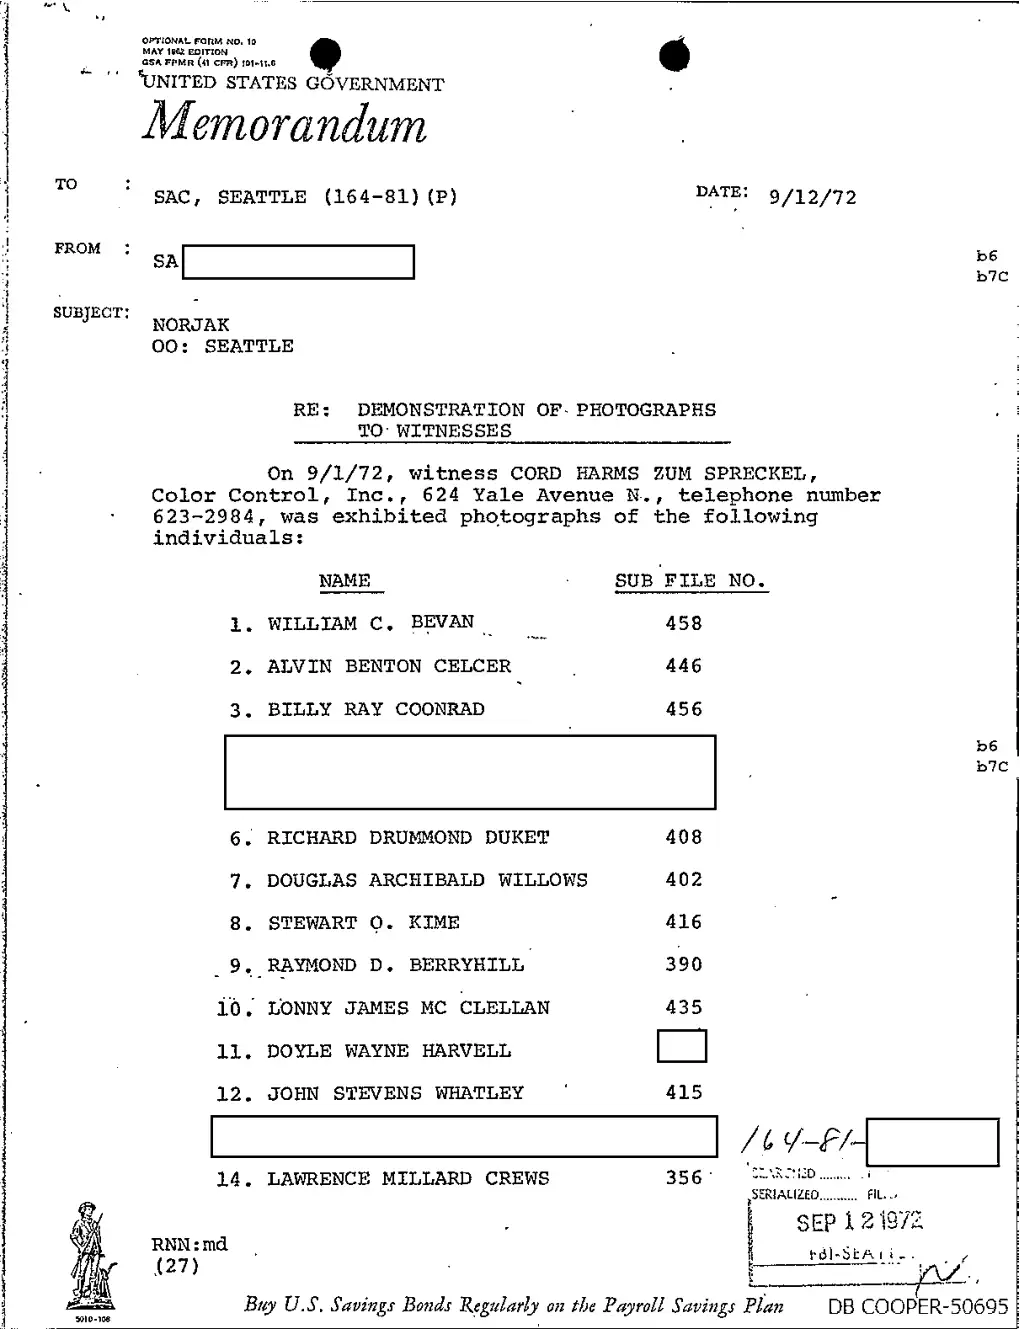 OPTIONAL FORM NO. 10
MAY 1962 EDITION
GSA FPMR (41 CFR) 101-11.6
UNITED STATES GOVERNMENT
Memorandum
TO : SAC, SEATTLE (164-81)(P) DATE: 9/12/72
FROM : SA
b6
b7C
SUBJECT: NORJAK
OO: SEATTLE
RE: DEMONSTRATION OF PHOTOGRAPHS
TO WITNESSES
On 9/1/72, witness CORD HARMS ZUM SPRECKEL,
Color Control, Inc., 624 Yale Avenue N., telephone number
623-2984, was exhibited photographs of the following
individuals:
NAME SUB FILE NO.
1. WILLIAM C. BEVAN 458
2. ALVIN BENTON CELCER 446
3. BILLY RAY COONRAD 456
b6
b7C
6. RICHARD DRUMMOND DUKET 408
7. DOUGLAS ARCHIBALD WILLOWS 402
8. STEWART O. KIME 416
9. RAYMOND D. BERRYHILL 390
10. LONNY JAMES MC CLELLAN 435
11. DOYLE WAYNE HARVELL
12. JOHN STEVENS WHATLEY 415
164-81-
14. LAWRENCE MILLARD CREWS 356
SEARCHED
SERIALIZED
SEP 12 1972
FBI-SEATTLE
RNN:md
(27)
5010-108
Buy U.S. Savings Bonds Regularly on the Payroll Savings Plan
DB COOPER-50695